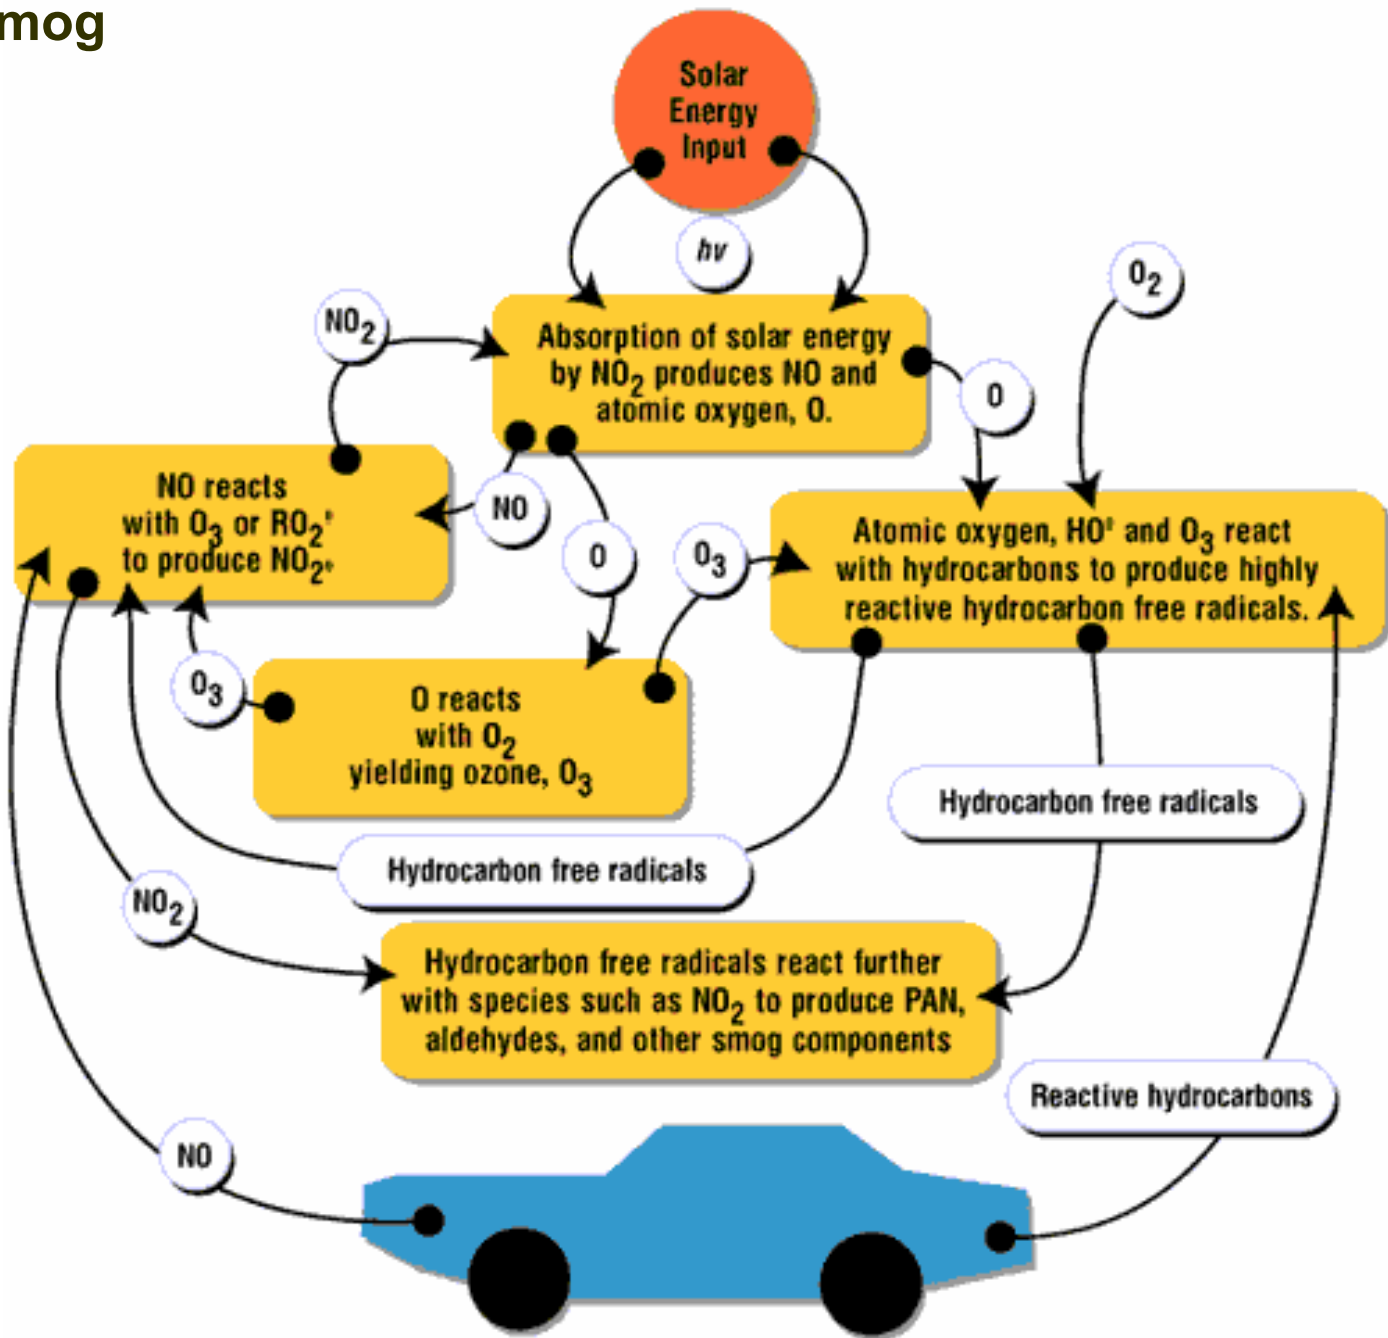 mog
Solar
Energy
Input
hv
O₂
NO₂
Absorption of solar energy
by NO₂ produces NO and
atomic oxygen, O.
O
NO reacts
with O₃ or RO₂•
to produce NO₂•
NO
O
O₃
Atomic oxygen, HO• and O₃ react
with hydrocarbons to produce highly
reactive hydrocarbon free radicals.
O₃
O reacts
with O₂
yielding ozone, O₃
Hydrocarbon free radicals
Hydrocarbon free radicals
NO₂
Hydrocarbon free radicals react further
with species such as NO₂ to produce PAN,
aldehydes, and other smog components
Reactive hydrocarbons
NO